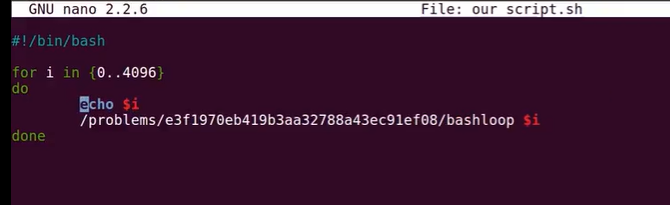 GNU nano 2.2.6 File: our script.sh
#!/bin/bash
for i in {0..4096}
do
echo $i
/problems/e3f1970eb419b3aa32788a43ec91ef08/bashloop $i
done